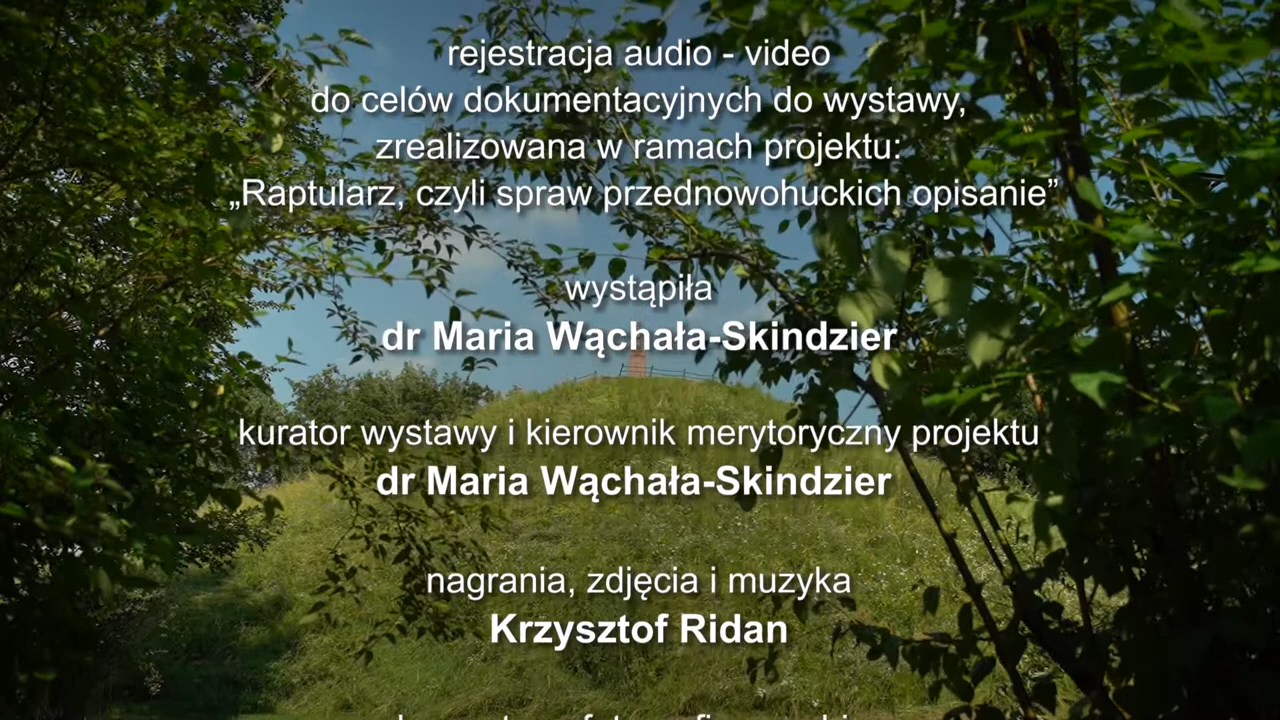 rejestracja audio - video
do celów dokumentacyjnych do wystawy,
zrealizowana w ramach projektu:
„Raptularz, czyli spraw przednowohuckich opisanie”
wystąpiła
dr Maria Wąchała-Skindzier
kurator wystawy i kierownik merytoryczny projektu
dr Maria Wąchała-Skindzier
nagrania, zdjęcia i muzyka
Krzysztof Ridan